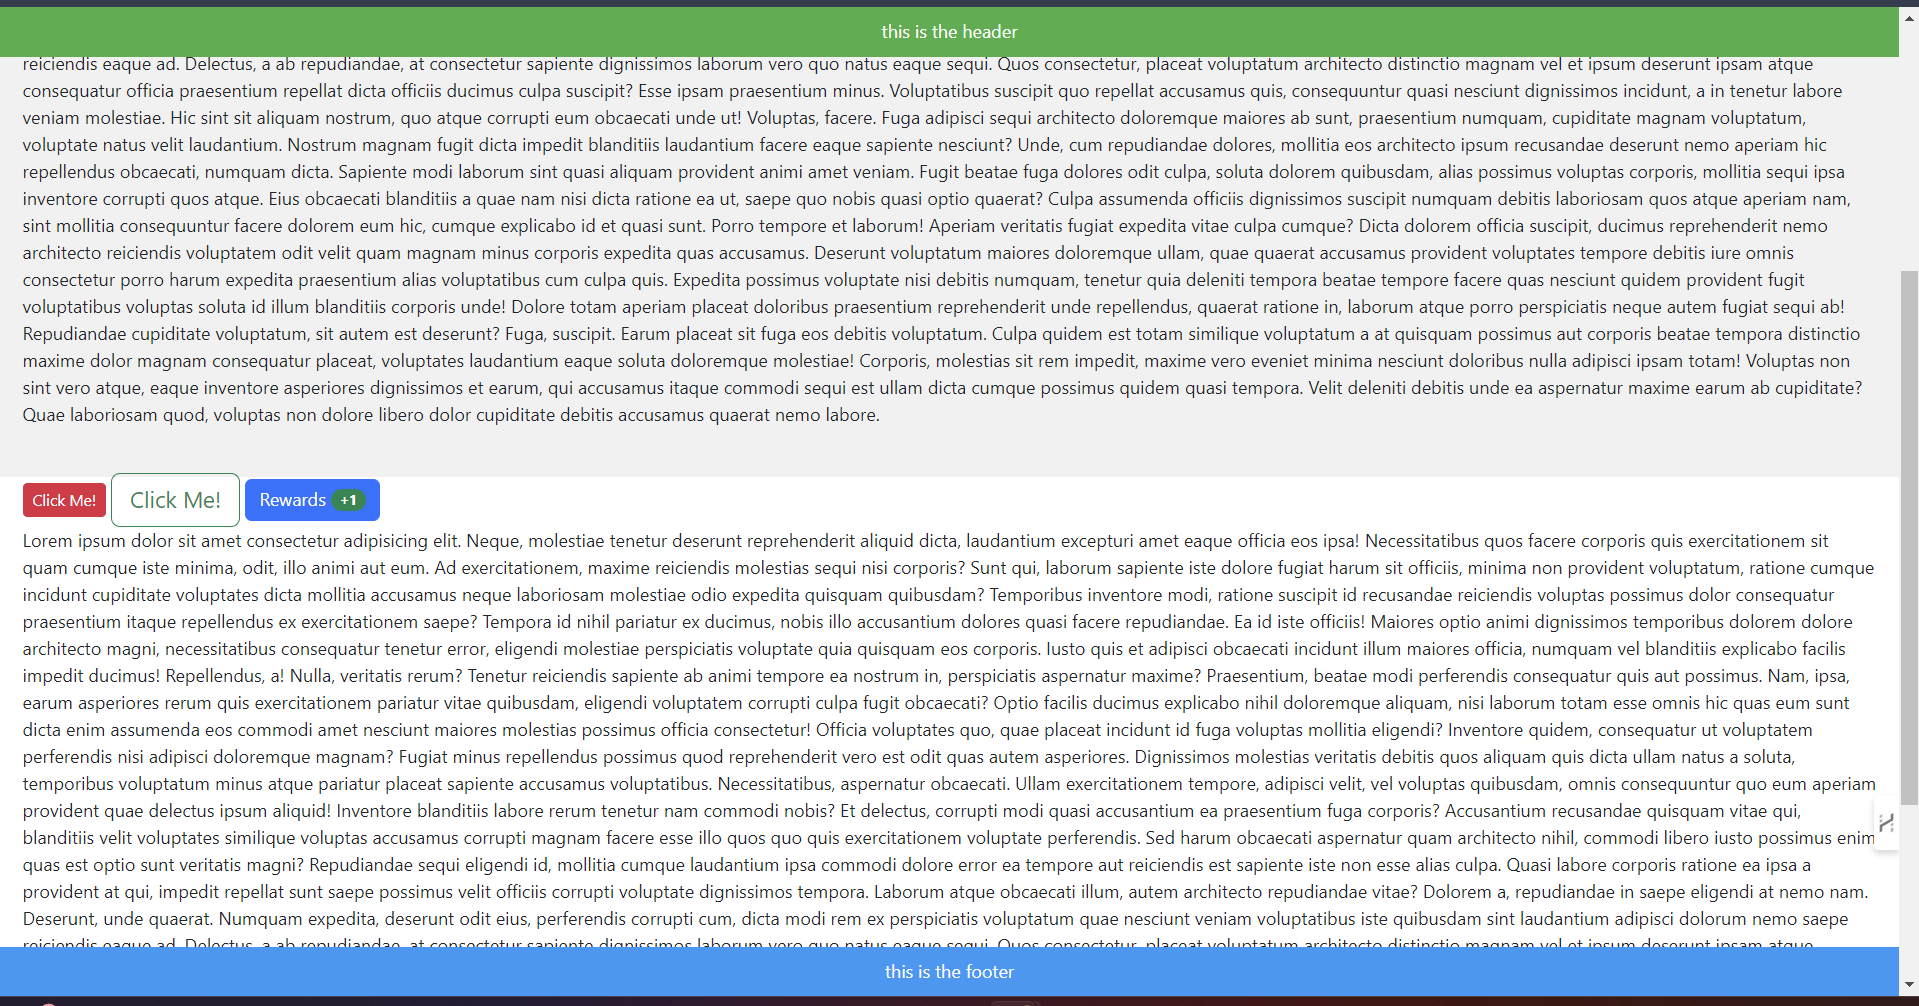 this is the header
reiciendis eaque ad. Delectus, a ab repudiandae, at consectetur sapiente dignissimos laborum vero quo natus eaque sequi. Quos consectetur, placeat voluptatum architecto distinctio magnam vel et ipsum deserunt ipsam atque
consequatur officia praesentium repellat dicta officiis ducimus culpa suscipit? Esse ipsam praesentium minus. Voluptatibus suscipit quo repellat accusamus quis, consequuntur quasi nesciunt dignissimos incidunt, a in tenetur labore
veniam molestiae. Hic sint sit aliquam nostrum, quo atque corrupti eum obcaecati unde ut! Voluptas, facere. Fuga adipisci sequi architecto doloremque maiores ab sunt, praesentium numquam, cupiditate magnam voluptatum,
voluptate natus velit laudantium. Nostrum magnam fugit dicta impedit blanditiis laudantium facere eaque sapiente nesciunt? Unde, cum repudiandae dolores, mollitia eos architecto ipsum recusandae deserunt nemo aperiam hic
repellendus obcaecati, numquam dicta. Sapiente modi laborum sint quasi aliquam provident animi amet veniam. Fugit beatae fuga dolores odit culpa, soluta dolorem quibusdam, alias possimus voluptas corporis, mollitia sequi ipsa
inventore corrupti quos atque. Eius obcaecati blanditiis a quae nam nisi dicta ratione ea ut, saepe quo nobis quasi optio quaerat? Culpa assumenda officiis dignissimos suscipit numquam debitis laboriosam quos atque aperiam nam,
sint mollitia consequuntur facere dolorem eum hic, cumque explicabo id et quasi sunt. Porro tempore et laborum! Aperiam veritatis fugiat expedita vitae culpa cumque? Dicta dolorem officia suscipit, ducimus reprehenderit nemo
architecto reiciendis voluptatem odit velit quam magnam minus corporis expedita quas accusamus. Deserunt voluptatum maiores doloremque ullam, quae quaerat accusamus provident voluptates tempore debitis iure omnis
consectetur porro harum expedita praesentium alias voluptatibus cum culpa quis. Expedita possimus voluptate nisi debitis numquam, tenetur quia deleniti tempora beatae tempore facere quas nesciunt quidem provident fugit
voluptatibus voluptas soluta id illum blanditiis corporis unde! Dolore totam aperiam placeat doloribus praesentium reprehenderit unde repellendus, quaerat ratione in, laborum atque porro perspiciatis neque autem fugiat sequi ab!
Repudiandae cupiditate voluptatum, sit autem est deserunt? Fuga, suscipit. Earum placeat sit fuga eos debitis voluptatum. Culpa quidem est totam similique voluptatum a at quisquam possimus aut corporis beatae tempora distinctio
maxime dolor magnam consequatur placeat, voluptates laudantium eaque soluta doloremque molestiae! Corporis, molestias sit rem impedit, maxime vero eveniet minima nesciunt doloribus nulla adipisci ipsam totam! Voluptas non
sint vero atque, eaque inventore asperiores dignissimos et earum, qui accusamus itaque commodi sequi est ullam dicta cumque possimus quidem quasi tempora. Velit deleniti debitis unde ea aspernatur maxime earum ab cupiditate?
Quae laboriosam quod, voluptas non dolore libero dolor cupiditate debitis accusamus quaerat nemo labore.
Click Me! Click Me! Rewards +1
Lorem ipsum dolor sit amet consectetur adipisicing elit. Neque, molestiae tenetur deserunt reprehenderit aliquid dicta, laudantium excepturi amet eaque officia eos ipsa! Necessitatibus quos facere corporis quis exercitationem sit
quam cumque iste minima, odit, illo animi aut eum. Ad exercitationem, maxime reiciendis molestias sequi nisi corporis? Sunt qui, laborum sapiente iste dolore fugiat harum sit officiis, minima non provident voluptatum, ratione cumque
incidunt cupiditate voluptates dicta mollitia accusamus neque laboriosam molestiae odio expedita quisquam quibusdam? Temporibus inventore modi, ratione suscipit id recusandae reiciendis voluptas possimus dolor consequatur
praesentium itaque repellendus ex exercitationem saepe? Tempora id nihil pariatur ex ducimus, nobis illo accusantium dolores quasi facere repudiandae. Ea id iste officiis! Maiores optio animi dignissimos temporibus dolorem dolore
architecto magni, necessitatibus consequatur tenetur error, eligendi molestiae perspiciatis voluptate quia quisquam eos corporis. Iusto quis et adipisci obcaecati incidunt illum maiores officia, numquam vel blanditiis explicabo facilis
impedit ducimus! Repellendus, a! Nulla, veritatis rerum? Tenetur reiciendis sapiente ab animi tempore ea nostrum in, perspiciatis aspernatur maxime? Praesentium, beatae modi perferendis consequatur quis aut possimus. Nam, ipsa,
earum asperiores rerum quis exercitationem pariatur vitae quibusdam, eligendi voluptatem corrupti culpa fugit obcaecati? Optio facilis ducimus explicabo nihil doloremque aliquam, nisi laborum totam esse omnis hic quas eum sunt
dicta enim assumenda eos commodi amet nesciunt maiores molestias possimus officia consectetur! Officia voluptates quo, quae placeat incidunt id fuga voluptas mollitia eligendi? Inventore quidem, consequatur ut voluptatem
perferendis nisi adipisci doloremque magnam? Fugiat minus repellendus possimus quod reprehenderit vero est odit quas autem asperiores. Dignissimos molestias veritatis debitis quos aliquam quis dicta ullam natus a soluta,
temporibus voluptatum minus atque pariatur placeat sapiente accusamus voluptatibus. Necessitatibus, aspernatur obcaecati. Ullam exercitationem tempore, adipisci velit, vel voluptas quibusdam, omnis consequuntur quo eum aperiam
provident quae delectus ipsum aliquid! Inventore blanditiis labore rerum tenetur nam commodi nobis? Et delectus, corrupti modi quasi accusantium ea praesentium fuga corporis? Accusantium recusandae quisquam vitae qui,
blanditiis velit voluptates similique voluptas accusamus corrupti magnam facere esse illo quos quo quis exercitationem voluptate perferendis. Sed harum obcaecati aspernatur quam architecto nihil, commodi libero iusto possimus enim
quas est optio sunt veritatis magni? Repudiandae sequi eligendi id, mollitia cumque laudantium ipsa commodi dolore error ea tempore aut reiciendis est sapiente iste non esse alias culpa. Quasi labore corporis ratione ea ipsa a
provident at qui, impedit repellat sunt saepe possimus velit officiis corrupti voluptate dignissimos tempora. Laborum atque obcaecati illum, autem architecto repudiandae vitae? Dolorem a, repudiandae in saepe eligendi at nemo nam.
Deserunt, unde quaerat. Numquam expedita, deserunt odit eius, perferendis corrupti cum, dicta modi rem ex perspiciatis voluptatum quae nesciunt veniam voluptatibus iste quibusdam sint laudantium adipisci dolorum nemo saepe
reiciendis eaque ad. Delectus, a ab repudiandae, at consectetur sapiente dignissimos laborum vero quo natus eaque sequi. Quos consectetur, placeat voluptatum architecto distinctio magnam vel et ipsum deserunt ipsam atque
this is the footer